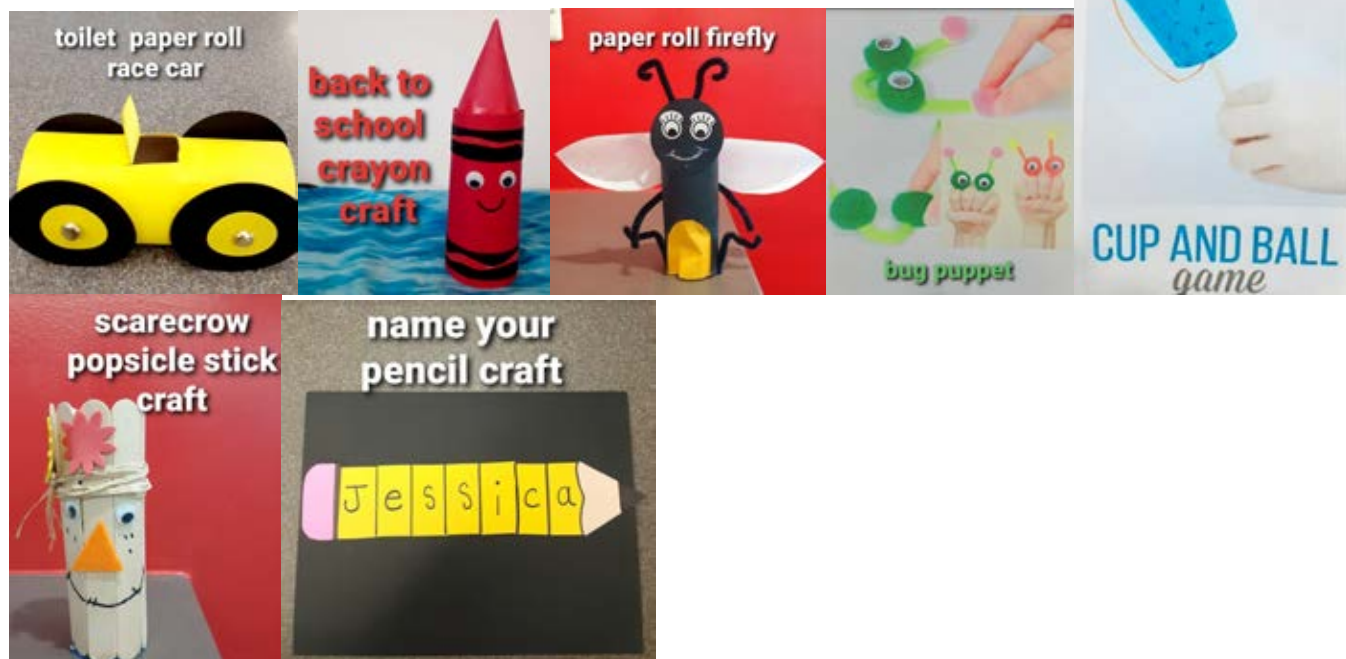 toilet paper roll
race car
back to
school
crayon
craft
paper roll firefly
bug puppet
CUP AND BALL
game
scarecrow
popsicle stick
craft
name your
pencil craft
Jessica